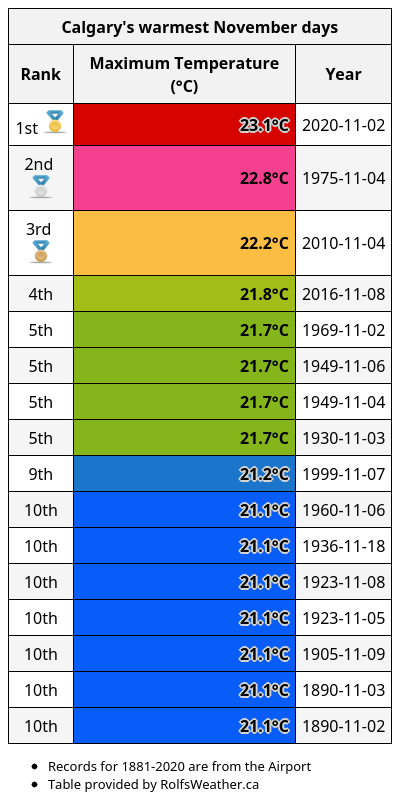 Calgary's warmest November days
Rank Maximum Temperature (°C) Year
1st 23.1°C 2020-11-02
2nd 22.8°C 1975-11-04
3rd 22.2°C 2010-11-04
4th 21.8°C 2016-11-08
5th 21.7°C 1969-11-02
5th 21.7°C 1949-11-06
5th 21.7°C 1949-11-04
5th 21.7°C 1930-11-03
9th 21.2°C 1999-11-07
10th 21.1°C 1960-11-06
10th 21.1°C 1936-11-18
10th 21.1°C 1923-11-08
10th 21.1°C 1923-11-05
10th 21.1°C 1905-11-09
10th 21.1°C 1890-11-03
10th 21.1°C 1890-11-02
• Records for 1881-2020 are from the Airport
• Table provided by RolfsWeather.ca